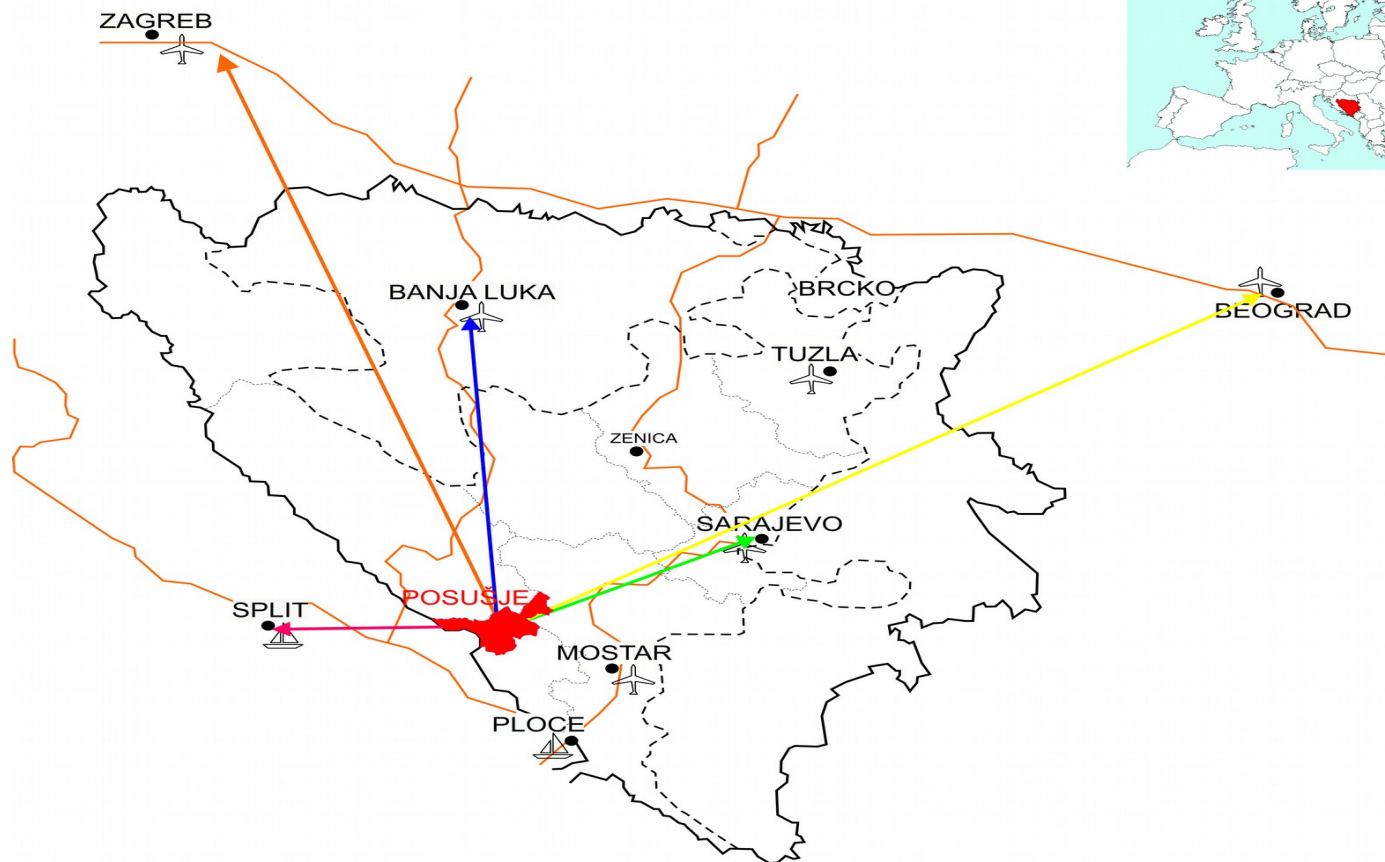 ZAGREB
BANJA LUKA
BRCKO
BEOGRAD
TUZLA
ZENICA
SARAJEVO
POSUŠJE
SPLIT
MOSTAR
PLOCE